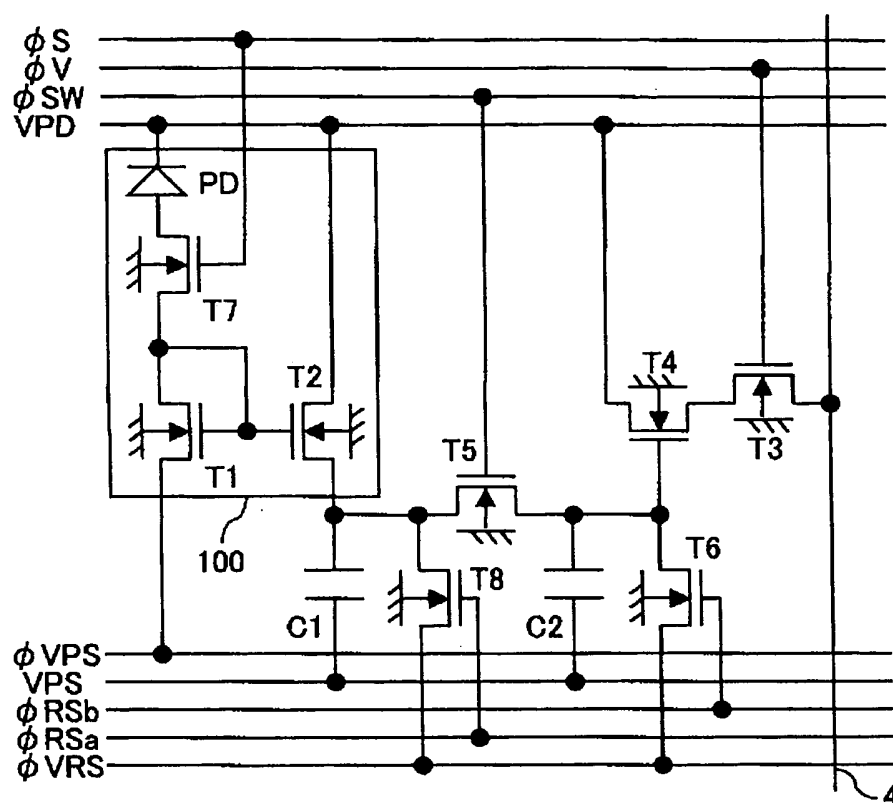 φS
φV
φSW
VPD
PD
T7
T2
T1
T4
T3
T5
T6
T8
100
C1
C2
φVPS
VPS
φRSb
φRSa
φVRS